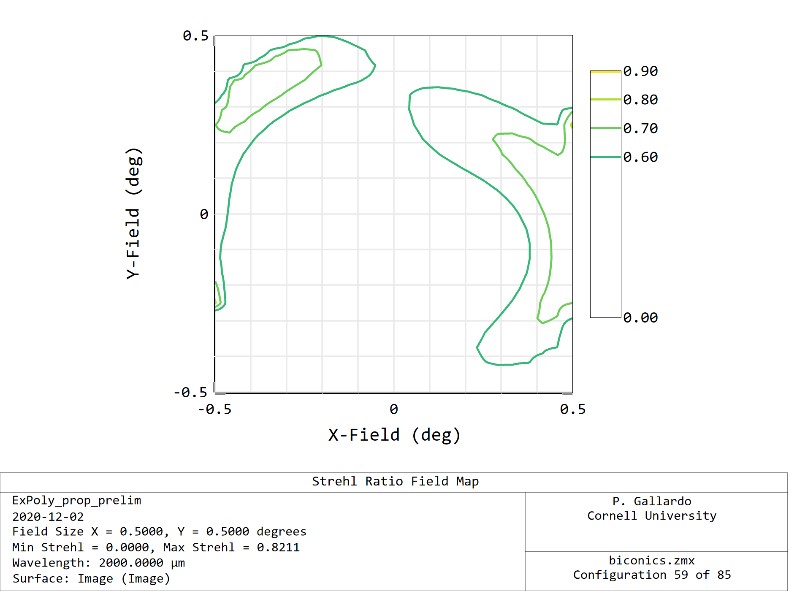 0.5
0
-0.5
-0.5
0
0.5
Y-Field (deg)
X-Field (deg)
0.90
0.80
0.70
0.60
0.00
Strehl Ratio Field Map
ExPoly_prop_prelim
2020-12-02
Field Size X = 0.5000, Y = 0.5000 degrees
Min Strehl = 0.0000, Max Strehl = 0.8211
Wavelength: 2000.0000 µm
Surface: Image (Image)
P. Gallardo
Cornell University
biconics.zmx
Configuration 59 of 85